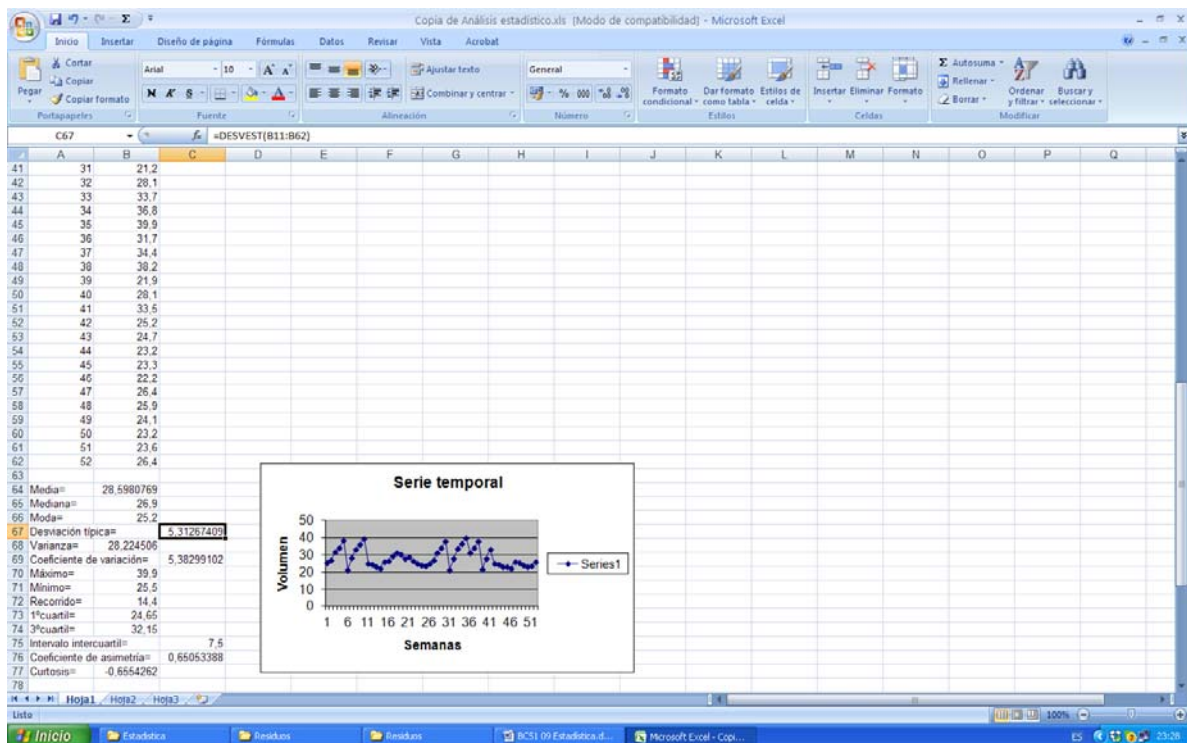 Copia de Análisis estadístico.xls [Modo de compatibilidad] - Microsoft Excel
Inicio Insertar Diseño de página Fórmulas Datos Revisar Vista Acrobat
Pegar
Cortar
Copiar
Copiar formato
Portapapeles
Arial 10
N K S
Fuente
Ajustar texto
Combinar y centrar
Alineación
General
% 000
Número
Formato condicional
Dar formato como tabla
Estilos de celda
Estilos
Insertar Eliminar Formato
Celdas
Autosuma
Rellenar
Borrar
Ordenar y filtrar
Buscar y seleccionar
Modificar
C67 fx =DESVEST(B11:B62)
A B C D E F G H I J K L M N O P Q
41 31 21,2
42 32 28,1
43 33 33,7
44 34 36,8
45 35 39,9
46 36 31,7
47 37 34,4
48 38 38,2
49 39 21,9
50 40 28,1
51 41 33,5
52 42 25,2
53 43 24,7
54 44 23,2
55 45 23,3
56 46 22,2
57 47 26,4
58 48 25,9
59 49 24,1
60 50 23,2
61 51 23,6
62 52 26,4
63
64 Media= 28,5980769
65 Mediana= 26,9
66 Moda= 25,2
67 Desviación típica= 5,31267409
68 Varianza= 28,224506
69 Coeficiente de variación= 5,38299102
70 Máximo= 39,9
71 Mínimo= 25,5
72 Recorrido= 14,4
73 1ºcuartil= 24,65
74 3ºcuartil= 32,15
75 Intervalo intercuartil= 7,5
76 Coeficiente de asimetría= 0,65053388
77 Curtosis= -0,6554262
78
Serie temporal
Volumen
50
40
30
20
10
0
1 6 11 16 21 26 31 36 41 46 51
Semanas
Series1
Hoja1 Hoja2 Hoja3
Listo
100%
Inicio
Estadistica
Residuos
Residuos
BCS1 09 Estadistica.d...
Microsoft Excel - Copi...
ES
23:28